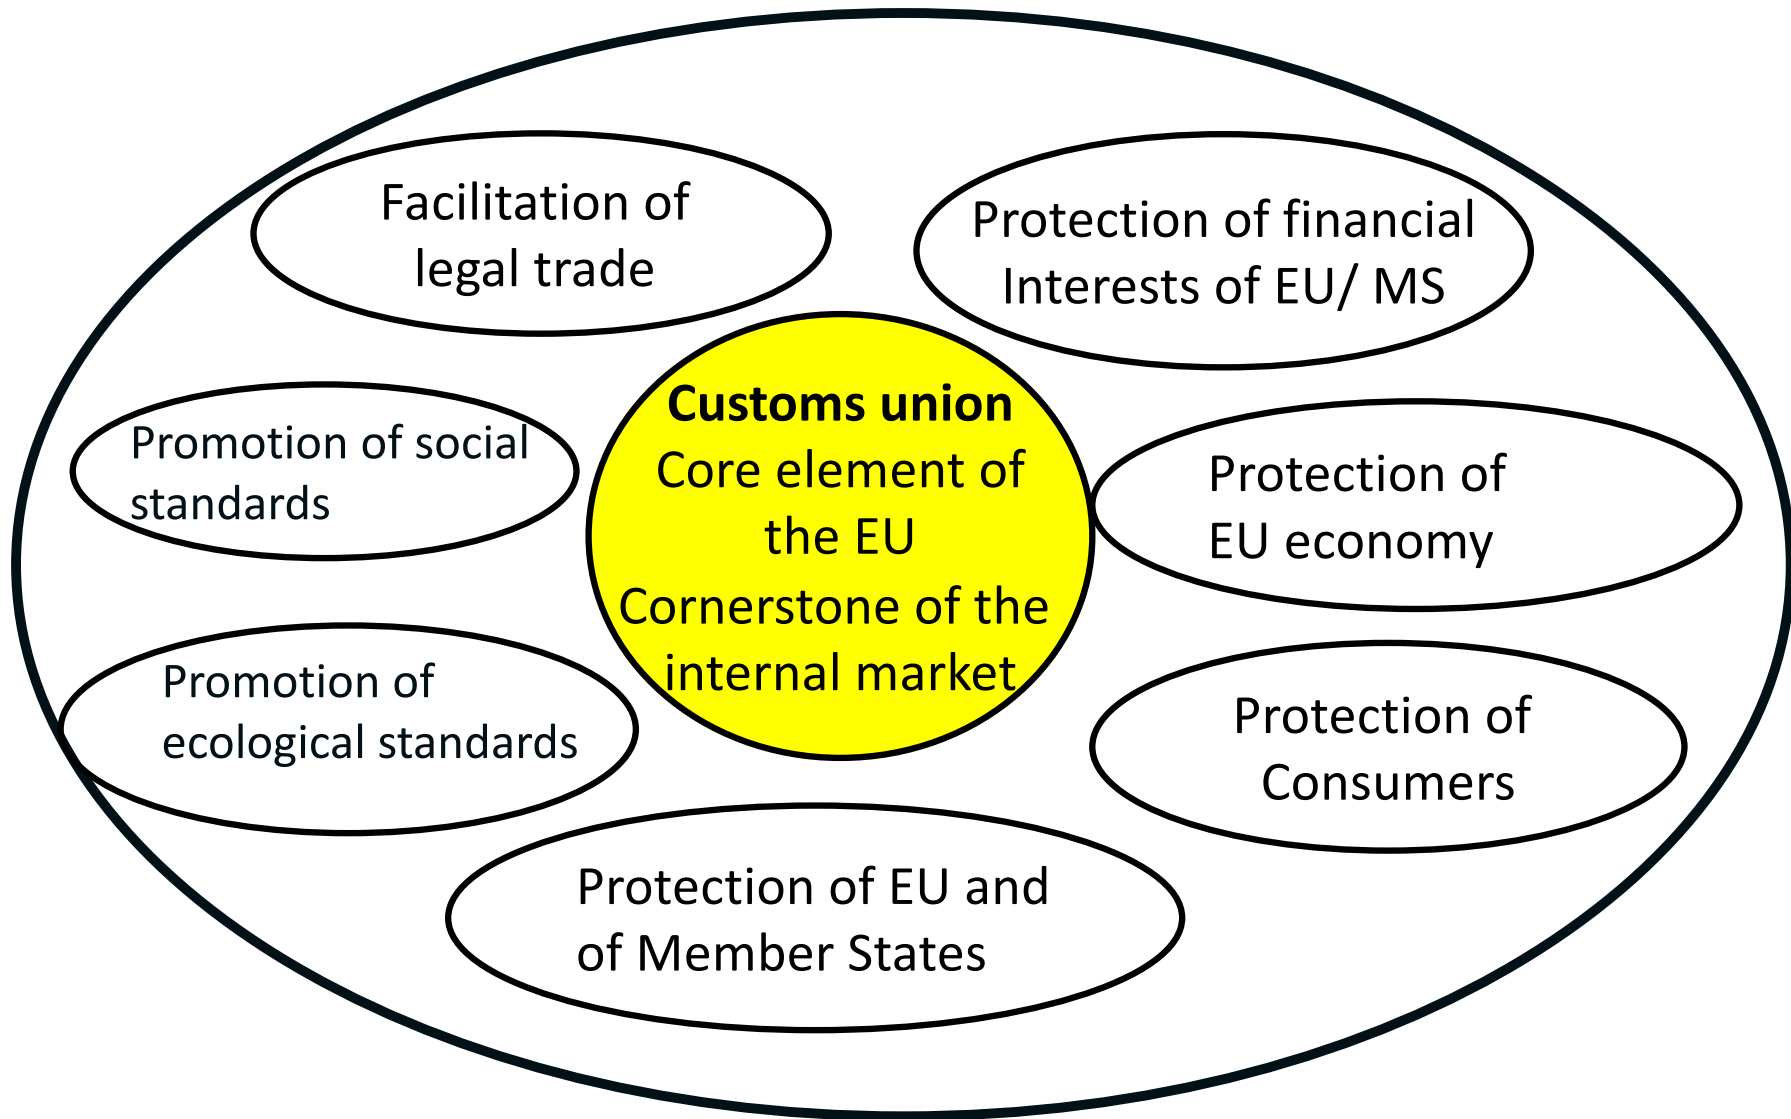 Facilitation of
legal trade
Protection of financial
Interests of EU/ MS
Customs union
Core element of
the EU
Cornerstone of the
internal market
Promotion of social
standards
Protection of
EU economy
Promotion of
ecological standards
Protection of
Consumers
Protection of EU and
of Member States